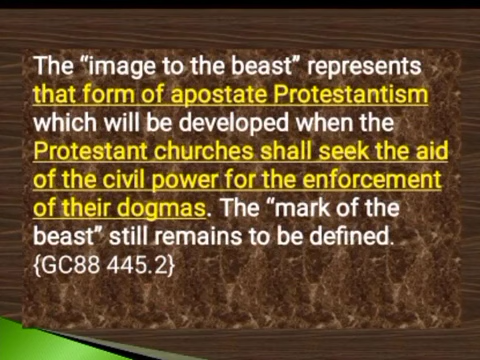 The “image to the beast” represents
that form of apostate Protestantism
which will be developed when the
Protestant churches shall seek the aid
of the civil power for the enforcement
of their dogmas. The “mark of the
beast” still remains to be defined.
{GC88 445.2}